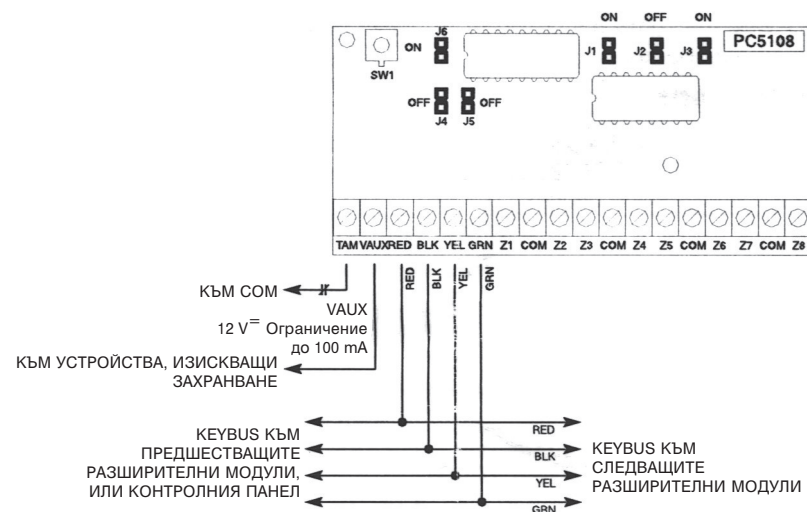 ON OFF ON
J6
ON
J1 J2 J3
PC5108
SW1
OFF OFF
J4 J5
TAM VAUX RED BLK YEL GRN Z1 COM Z2 Z3 COM Z4 Z5 COM Z6 Z7 COM Z8
RED BLK YEL GRN
КЪМ COM
VAUX
12 V⎓ Ограничение
до 100 mA
КЪМ УСТРОЙСТВА, ИЗИСКВАЩИ
ЗАХРАНВАНЕ
RED
BLK
YEL
GRN
KEYBUS КЪМ
ПРЕДШЕСТВАЩИТЕ
РАЗШИРИТЕЛНИ МОДУЛИ,
ИЛИ КОНТРОЛНИЯ ПАНЕЛ
KEYBUS КЪМ
СЛЕДВАЩИТЕ
РАЗШИРИТЕЛНИ МОДУЛИ